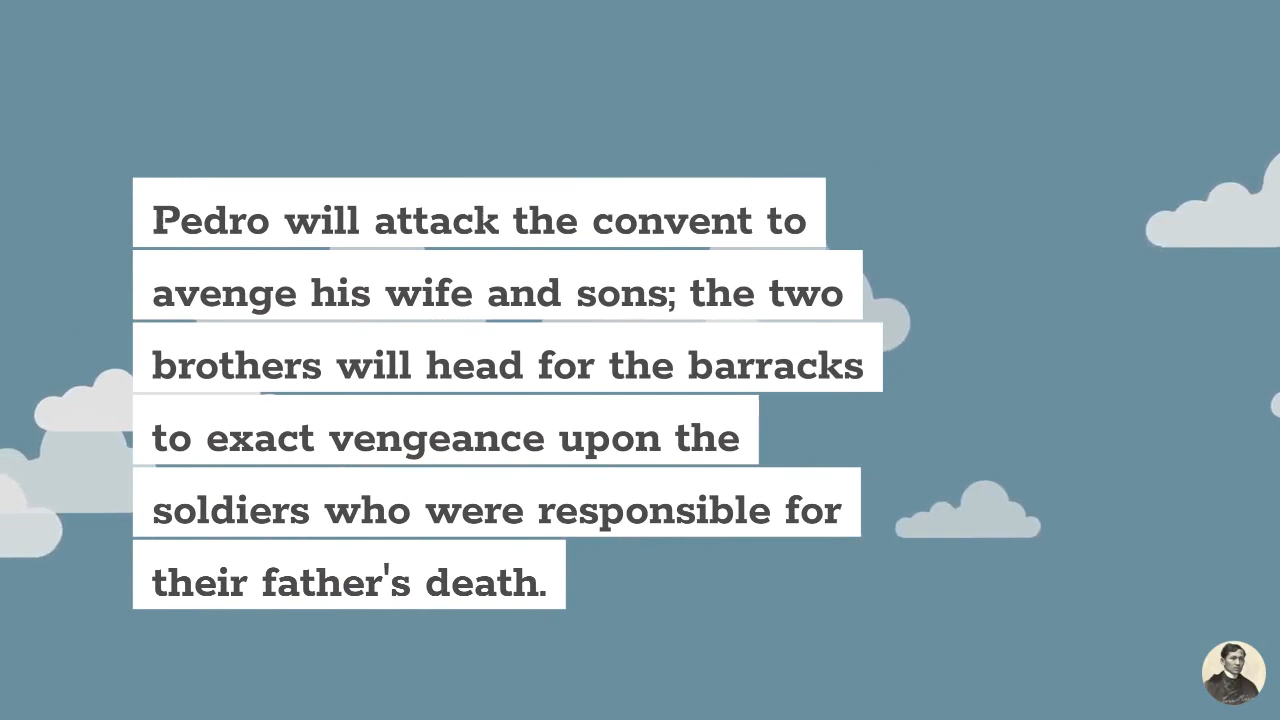 Pedro will attack the convent to
avenge his wife and sons; the two
brothers will head for the barracks
to exact vengeance upon the
soldiers who were responsible for
their father's death.